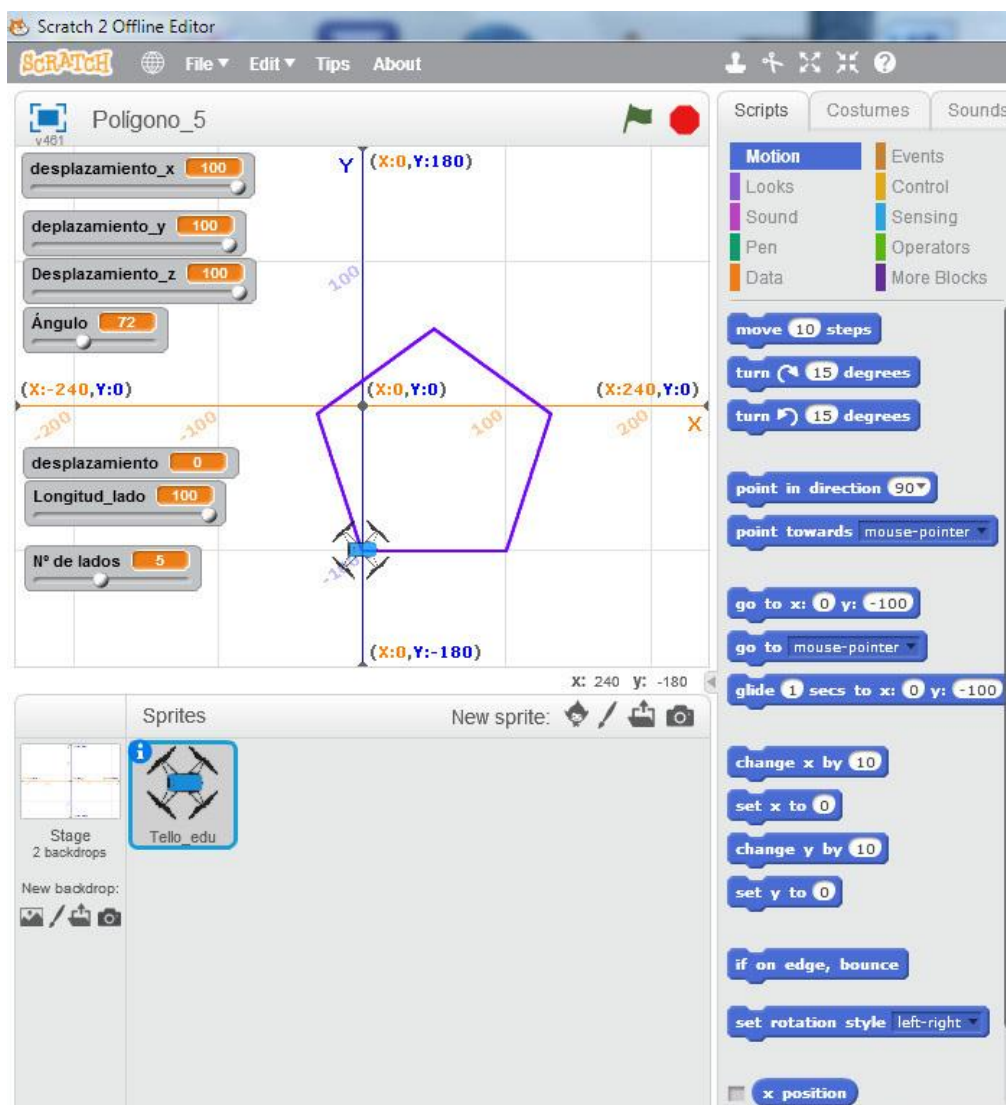 Scratch 2 Offline Editor
SCRATCH File Edit Tips About
Polígono_5
v461
desplazamiento_x 100
deplazamiento_y 100
Desplazamiento_z 100
Ángulo 72
desplazamiento 0
Longitud_lado 100
Nº de lados 5
Y (X:0,Y:180)
100
(X:-240,Y:0) (X:0,Y:0) (X:240,Y:0)
-200 -100 100 200 X
-100
(X:0,Y:-180)
X: 240 y: -180
Sprites New sprite:
Stage
2 backdrops
New backdrop:
i
Tello_edu
Scripts Costumes Sounds
Motion Events
Looks Control
Sound Sensing
Pen Operators
Data More Blocks
move 10 steps
turn 15 degrees
turn 15 degrees
point in direction 90
point towards mouse-pointer
go to x: 0 y: -100
go to mouse-pointer
glide 1 secs to x: 0 y: -100
change x by 10
set x to 0
change y by 10
set y to 0
if on edge, bounce
set rotation style left-right
x position